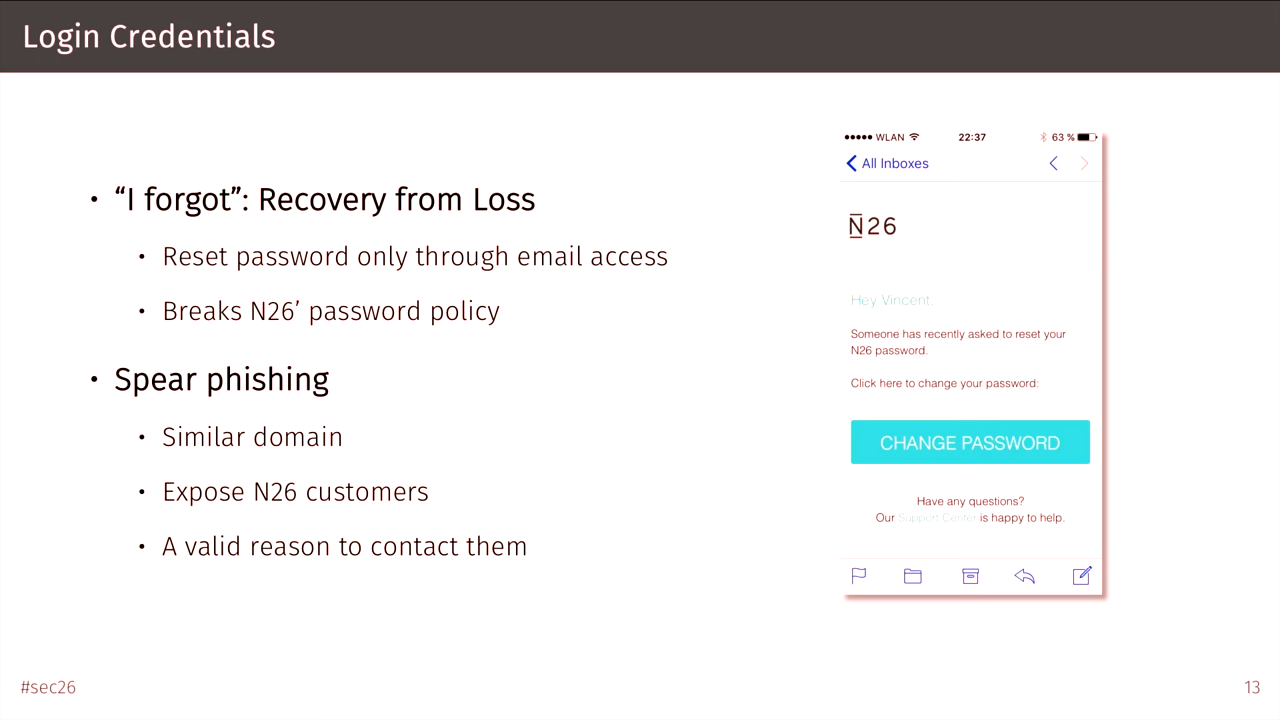 Login Credentials
• “I forgot”: Recovery from Loss
• Reset password only through email access
• Breaks N26’ password policy
• Spear phishing
• Similar domain
• Expose N26 customers
• A valid reason to contact them
WLAN 22:37 63 %
All Inboxes
N26
Hey Vincent,
Someone has recently asked to reset your
N26 password.
Click here to change your password:
CHANGE PASSWORD
Have any questions?
Our Support Center is happy to help.
#sec26
13